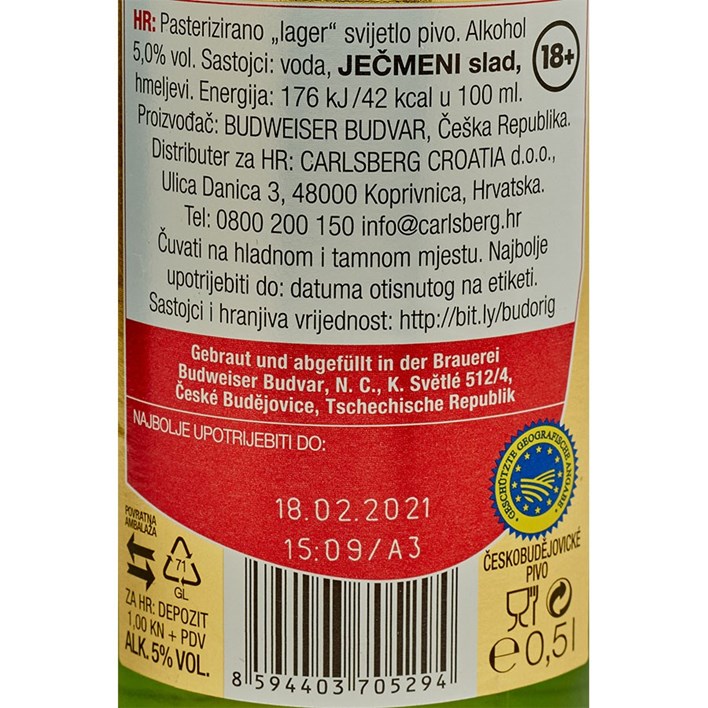 HR: Pasterizirano „lager“ svijetlo pivo. Alkohol
5,0% vol. Sastojci: voda, JEČMENI slad,
hmeljevi. Energija: 176 kJ/42 kcal u 100 ml.
18+
Proizvođač: BUDWEISER BUDVAR, Češka Republika.
Distributer za HR: CARLSBERG CROATIA d.o.o.,
Ulica Danica 3, 48000 Koprivnica, Hrvatska.
Tel: 0800 200 150 info@carlsberg.hr
Čuvati na hladnom i tamnom mjestu. Najbolje
upotrijebiti do: datuma otisnutog na etiketi.
Sastojci i hranjiva vrijednost: http://bit.ly/budorig
Gebraut und abgefüllt in der Brauerei
Budweiser Budvar, N. C., K. Světlé 512/4,
České Budějovice, Tschechische Republik
NAJBOLJE UPOTRIJEBITI DO:
18.02.2021
15:09/A3
GESCHÜTZTE GEOGRAFISCHE ANGABE
POVRATNA
AMBALAŽA
71
GL
ZA HR: DEPOZIT
1,00 KN + PDV
ALK. 5% VOL.
8 594403 705294
ČESKOBUDĚJOVICKÉ
PIVO
e 0,5 l